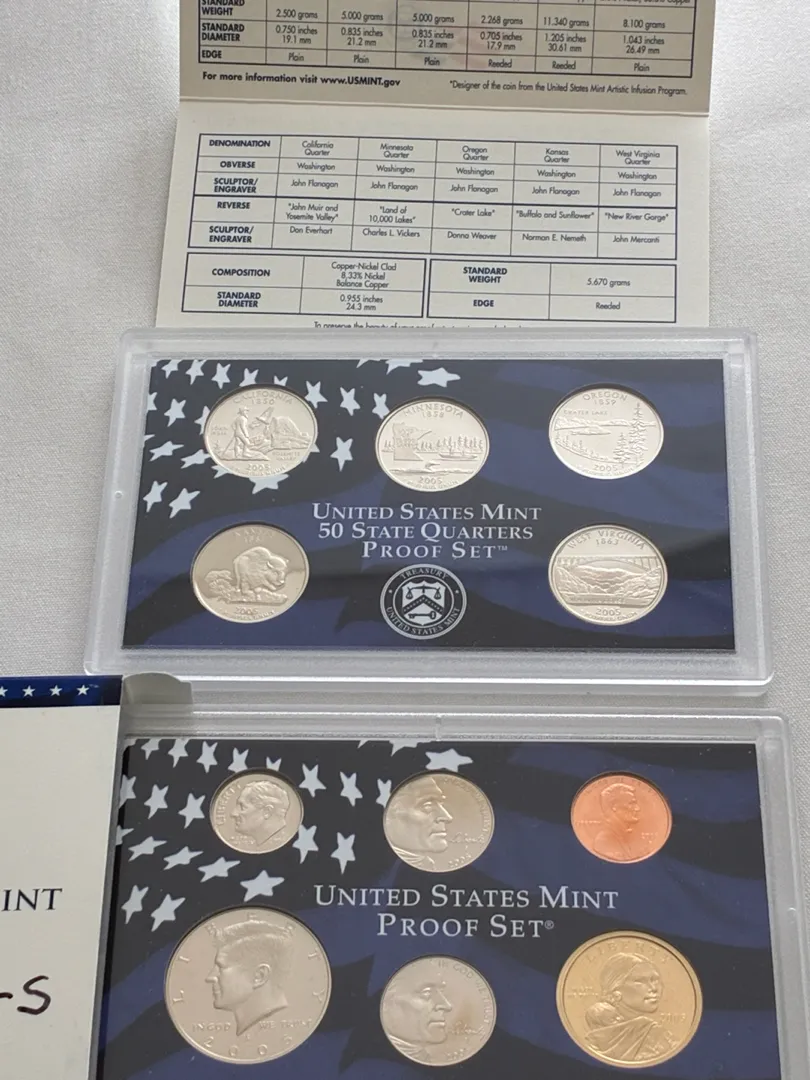 STANDARD
WEIGHT 2.500 grams 5.000 grams 5.000 grams 2.268 grams 11.340 grams 8.100 grams
STANDARD
DIAMETER 0.750 inches 19.1 mm 0.835 inches 21.2 mm 0.835 inches 21.2 mm 0.705 inches 17.9 mm 1.205 inches 30.61 mm 1.043 inches 26.49 mm
EDGE Plain Plain Plain Reeded Reeded Plain
For more information visit www.USMINT.gov
*Designer of the coin from the United States Mint Artistic Infusion Program.
DENOMINATION California Quarter Minnesota Quarter Oregon Quarter Kansas Quarter West Virginia Quarter
OBVERSE Washington Washington Washington Washington Washington
SCULPTOR/
ENGRAVER John Flanagan John Flanagan John Flanagan John Flanagan John Flanagan
REVERSE "John Muir and Yosemite Valley" "Land of 10,000 Lakes" "Crater Lake" "Buffalo and Sunflower" "New River Gorge"
SCULPTOR/
ENGRAVER Don Everhart Charles L. Vickers Donna Weaver Norman E. Nemeth John Mercanti
COMPOSITION Copper-Nickel Clad
8.33% Nickel
Balance Copper
STANDARD
WEIGHT 5.670 grams
STANDARD
DIAMETER 0.955 inches
24.3 mm
EDGE Reeded
CALIFORNIA
1850
2005
MINNESOTA
1858
2005
OREGON
1859
CRATER LAKE
2005
UNITED STATES MINT
50 STATE QUARTERS
PROOF SET™
KANSAS
1861
2005
TREASURY
UNITED STATES MINT
WEST VIRGINIA
1863
2005
LIBERTY
2005
UNITED STATES MINT
PROOF SET®
INT
-S
LIBERTY
IN GOD WE TRUST
2005
IN GOD WE TRUST
LIBERTY